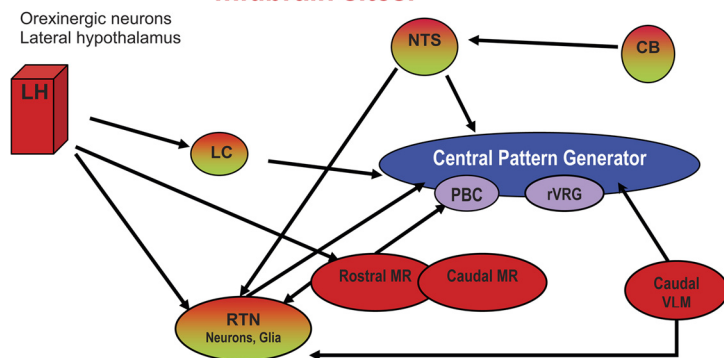 Orexinergic neurons
Lateral hypothalamus
LH
NTS
CB
LC
Central Pattern Generator
PBC
rVRG
Rostral MR
Caudal MR
Caudal
VLM
RTN
Neurons, Glia